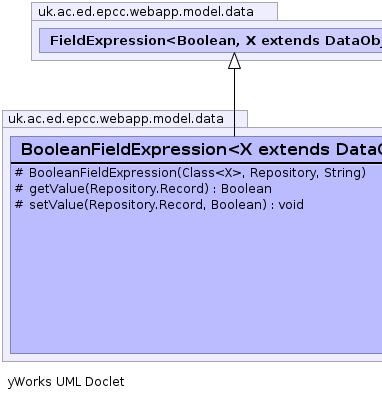 uk.ac.ed.epcc.webapp.model.data
FieldExpression<Boolean, X extends DataObj
uk.ac.ed.epcc.webapp.model.data
BooleanFieldExpression<X extends DataO
# BooleanFieldExpression(Class<X>, Repository, String)
# getValue(Repository.Record) : Boolean
# setValue(Repository.Record, Boolean) : void
yWorks UML Doclet